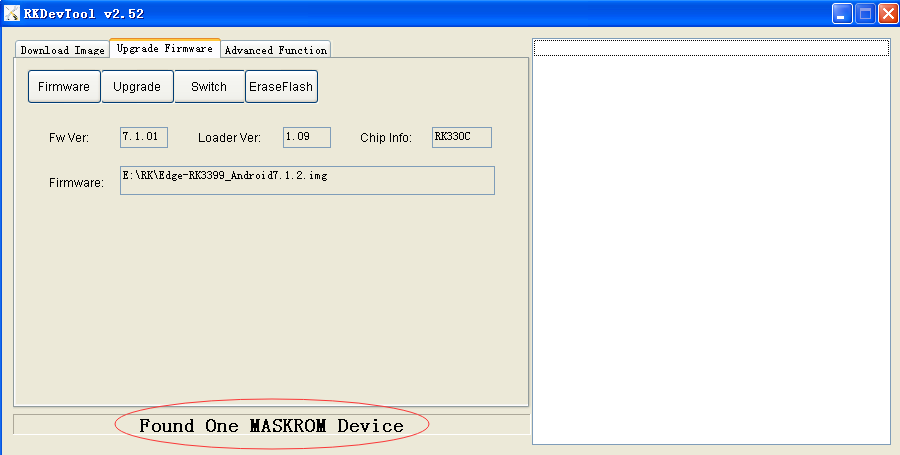 RKDevTool v2.52
Download Image Upgrade Firmware Advanced Function
Firmware Upgrade Switch EraseFlash
Fw Ver: 7.1.01 Loader Ver: 1.09 Chip Info: RK330C
Firmware: E:\RK\Edge-RK3399_Android7.1.2.img
Found One MASKROM Device